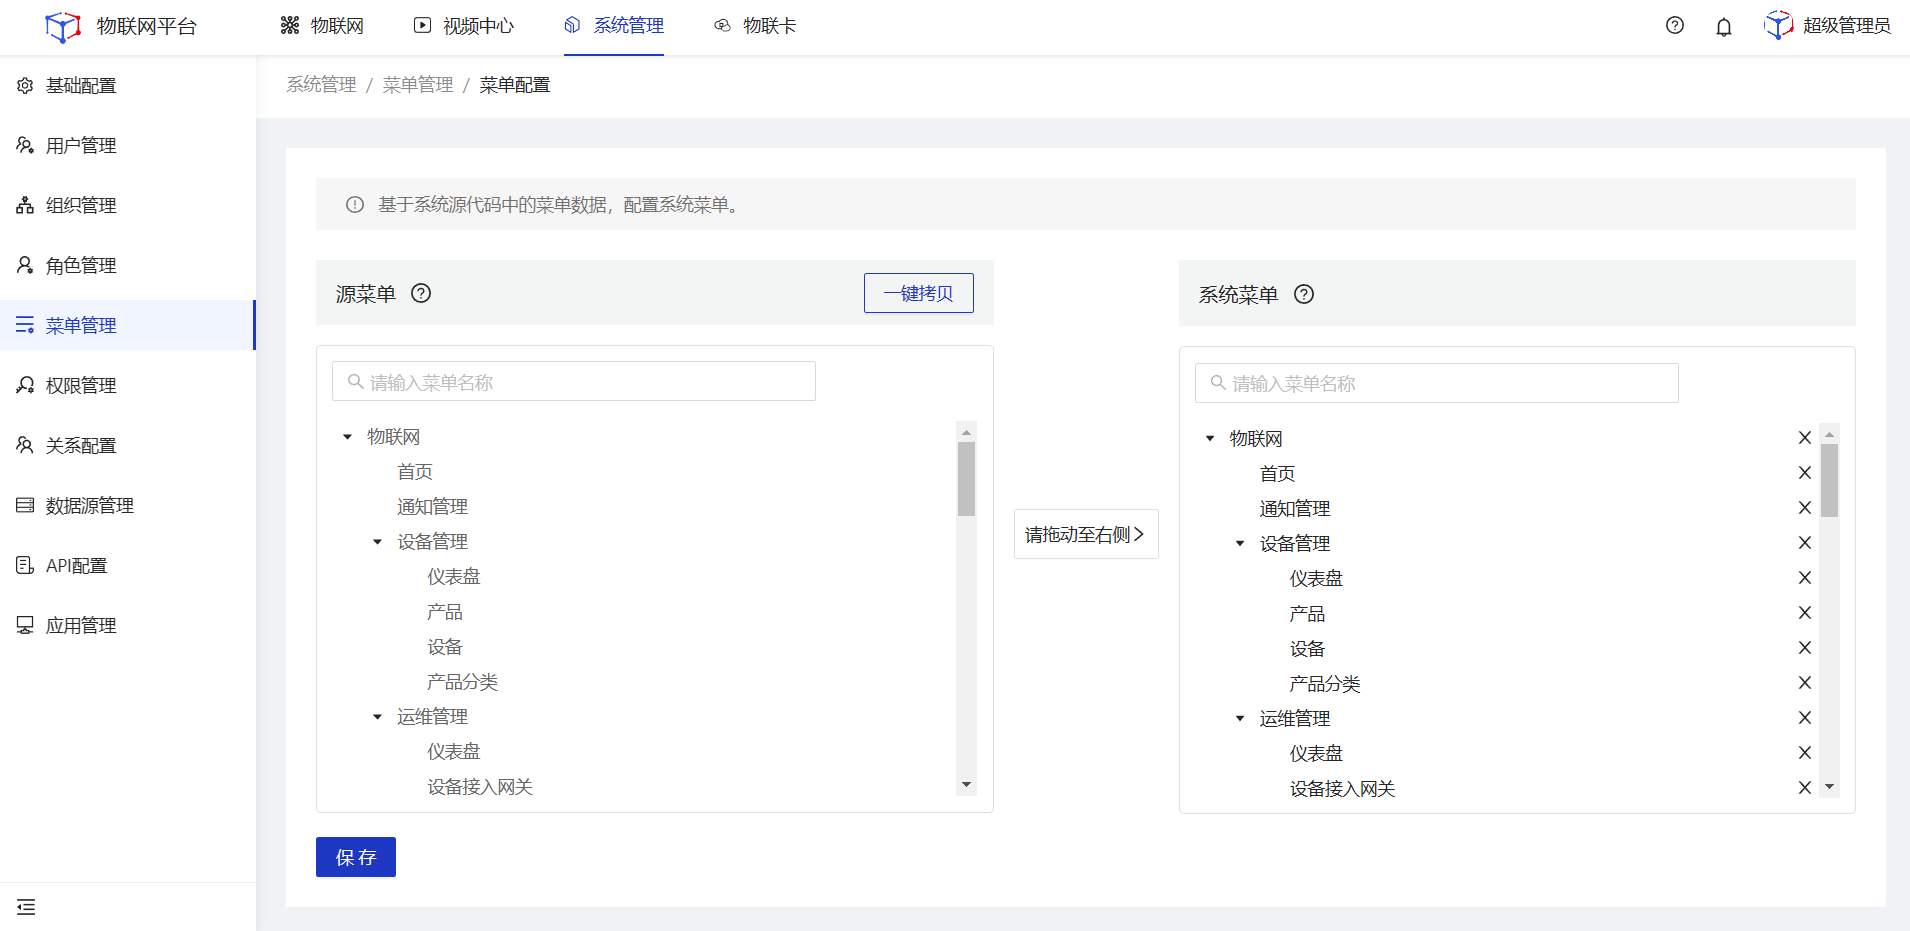 物联网平台
物联网
视频中心
系统管理
物联卡
超级管理员
基础配置
用户管理
组织管理
角色管理
菜单管理
权限管理
关系配置
数据源管理
API配置
应用管理
系统管理 / 菜单管理 / 菜单配置
基于系统源代码中的菜单数据，配置系统菜单。
源菜单
一键拷贝
请输入菜单名称
物联网
首页
通知管理
设备管理
仪表盘
产品
设备
产品分类
运维管理
仪表盘
设备接入网关
请拖动至右侧
系统菜单
请输入菜单名称
物联网
首页
通知管理
设备管理
仪表盘
产品
设备
产品分类
运维管理
仪表盘
设备接入网关
保存